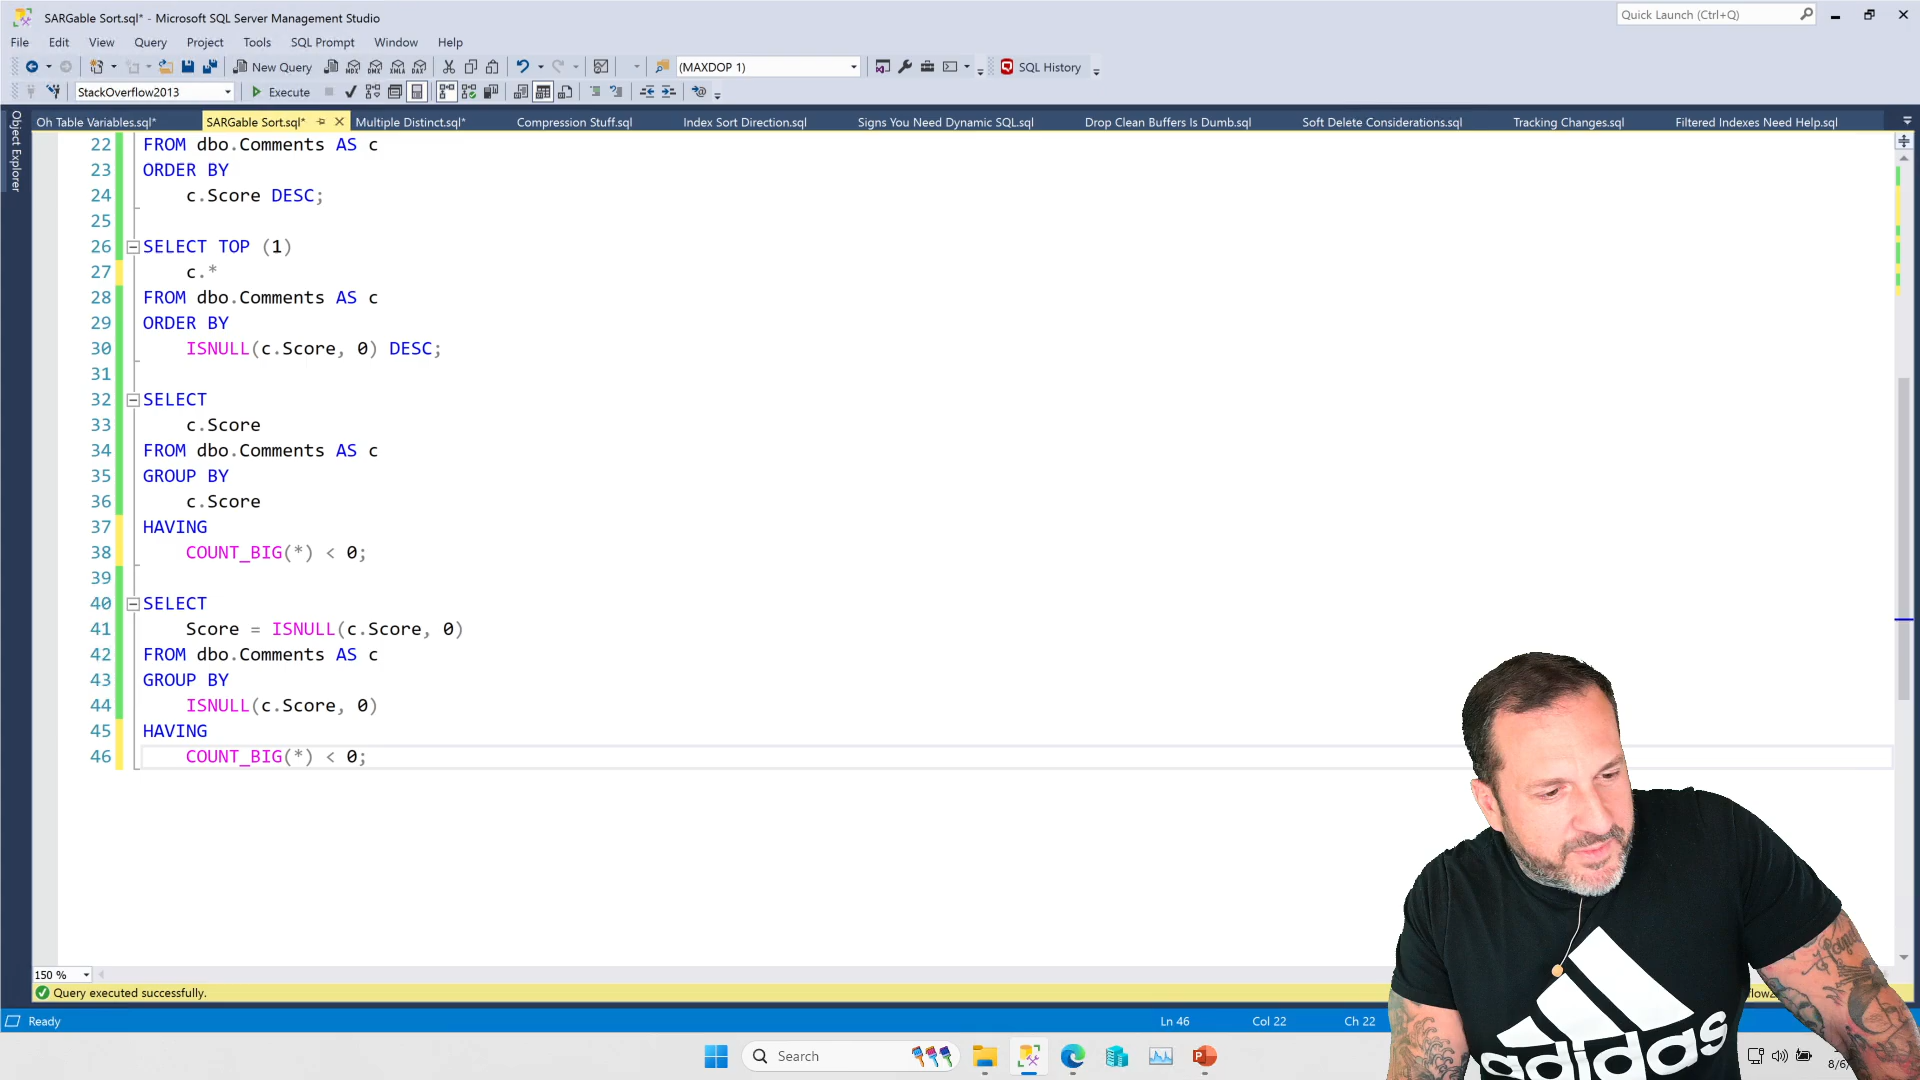 SARGable Sort.sql* - Microsoft SQL Server Management Studio
Quick Launch (Ctrl+Q)
File Edit View Query Project Tools SQL Prompt Window Help
New Query (MAXDOP 1) SQL History
StackOverflow2013 Execute
Oh Table Variables.sql* SARGable Sort.sql* Multiple Distinct.sql* Compression Stuff.sql Index Sort Direction.sql Signs You Need Dynamic SQL.sql Drop Clean Buffers Is Dumb.sql Soft Delete Considerations.sql Tracking Changes.sql Filtered Indexes Need Help.sql
Object Explorer
22 FROM dbo.Comments AS c
23 ORDER BY
24 c.Score DESC;
25
26 SELECT TOP (1)
27 c.*
28 FROM dbo.Comments AS c
29 ORDER BY
30 ISNULL(c.Score, 0) DESC;
31
32 SELECT
33 c.Score
34 FROM dbo.Comments AS c
35 GROUP BY
36 c.Score
37 HAVING
38 COUNT_BIG(*) < 0;
39
40 SELECT
41 Score = ISNULL(c.Score, 0)
42 FROM dbo.Comments AS c
43 GROUP BY
44 ISNULL(c.Score, 0)
45 HAVING
46 COUNT_BIG(*) < 0;
150 %
Query executed successfully.
Ready Ln 46 Col 22 Ch 22
Search
adidas